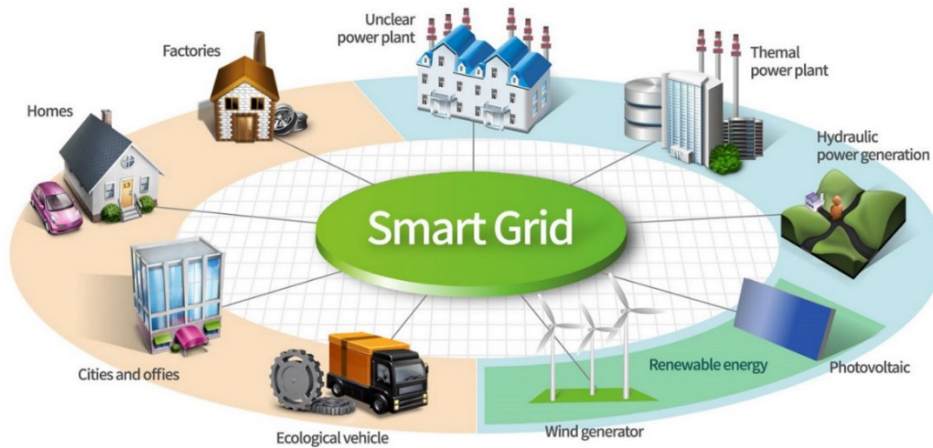 Unclear
power plant
Factories
Themal
power plant
Homes
Hydraulic
power generation
Smart Grid
Renewable energy
Photovoltaic
Cities and offies
Ecological vehicle
Wind generator